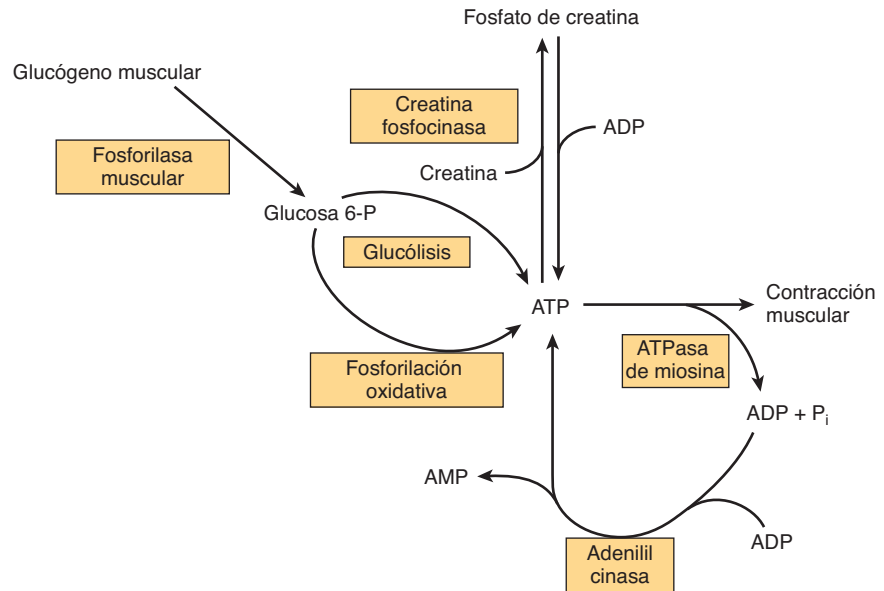 Fosfato de creatina
Glucógeno muscular
Creatina
fosfocinasa
ADP
Fosforilasa
muscular
Creatina
Glucosa 6-P
Glucólisis
ATP
Contracción
muscular
ATPasa
de miosina
Fosforilación
oxidativa
ADP + Pi
AMP
ADP
Adenilil
cinasa